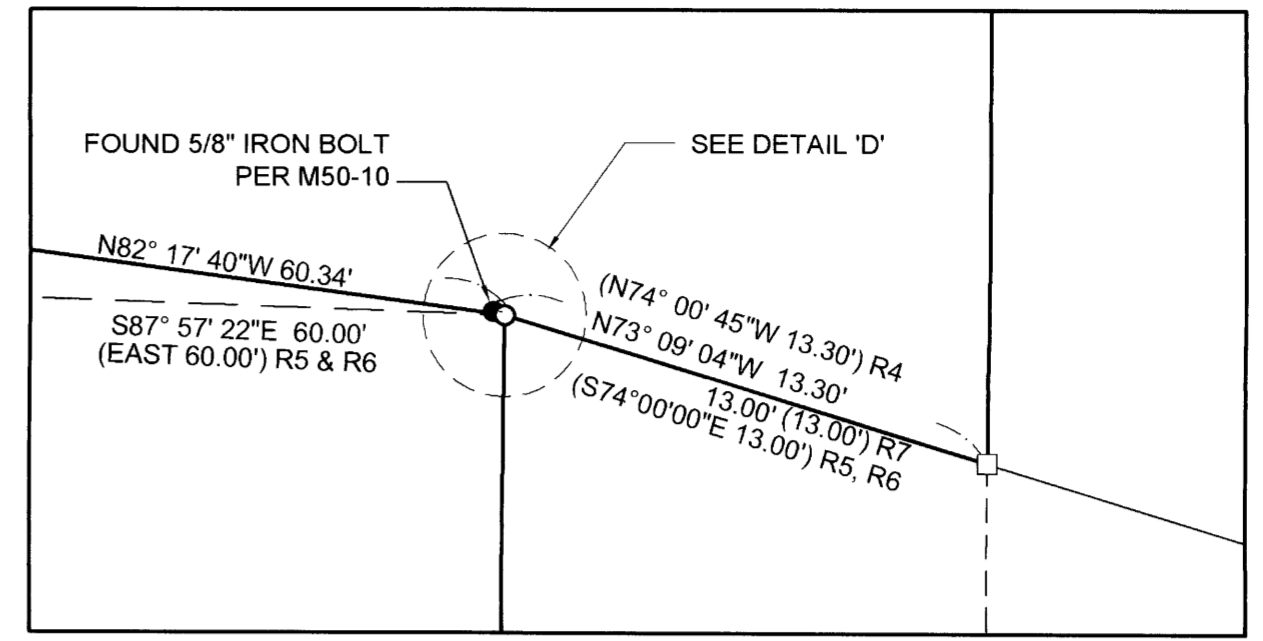 FOUND 5/8" IRON BOLT
PER M50-10
SEE DETAIL 'D'
N82° 17' 40"W 60.34'
S87° 57' 22"E 60.00'
(EAST 60.00') R5 & R6
(N74° 00' 45"W 13.30') R4
N73° 09' 04"W 13.30'
13.00' (13.00') R7
(S74°00'00"E 13.00') R5, R6